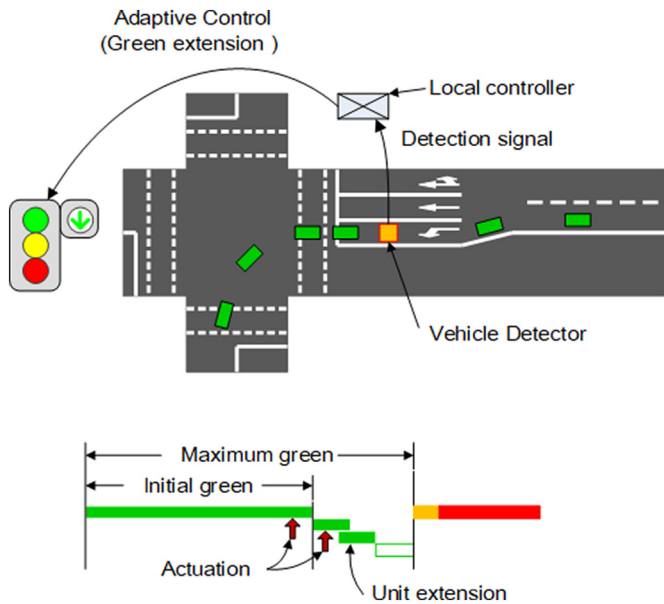 Adaptive Control
(Green extension )
Local controller
Detection signal
Vehicle Detector
Maximum green
Initial green
Actuation
Unit extension